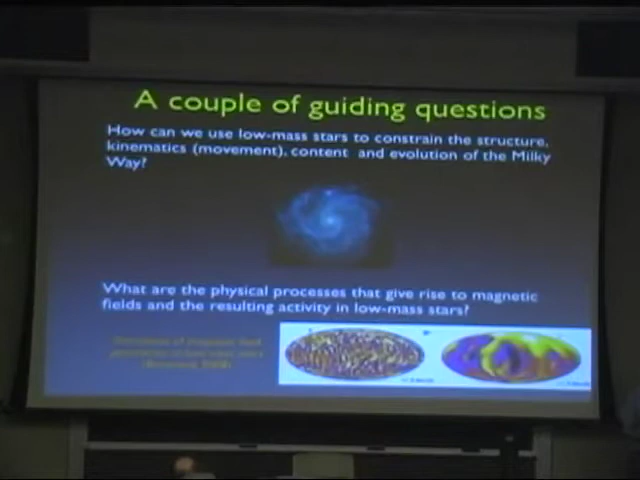 A couple of guiding questions
How can we use low-mass stars to constrain the structure,
kinematics (movement), content and evolution of the Milky
Way?
What are the physical processes that give rise to magnetic
fields and the resulting activity in low-mass stars?